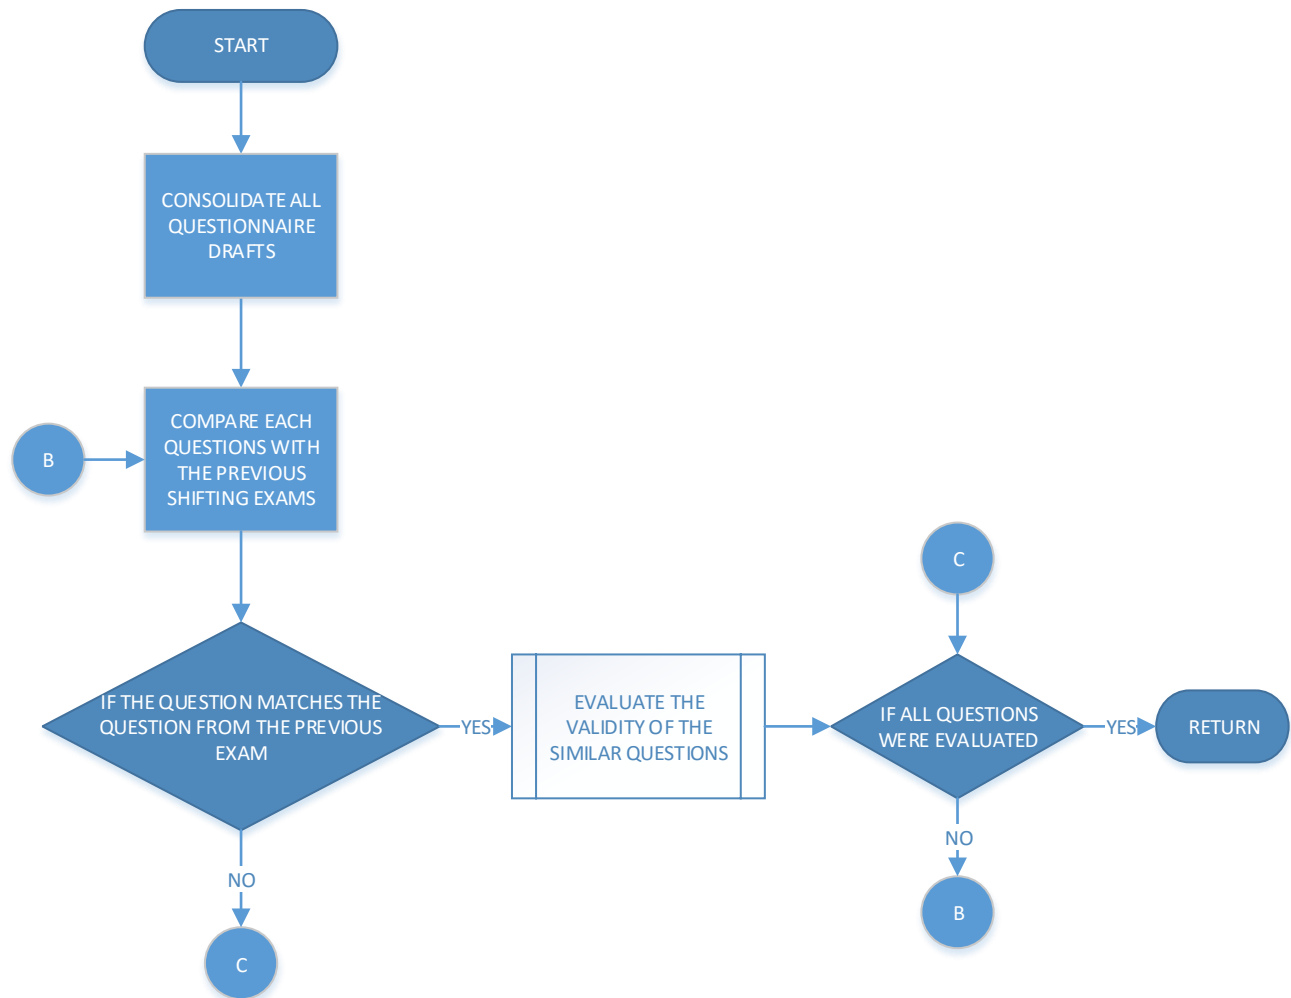 START
CONSOLIDATE ALL
QUESTIONNAIRE
DRAFTS
COMPARE EACH
QUESTIONS WITH
THE PREVIOUS
SHIFTING EXAMS
B
C
IF THE QUESTION MATCHES THE
QUESTION FROM THE PREVIOUS
EXAM
YES
EVALUATE THE
VALIDITY OF THE
SIMILAR QUESTIONS
IF ALL QUESTIONS
WERE EVALUATED
YES
RETURN
NO
C
NO
B